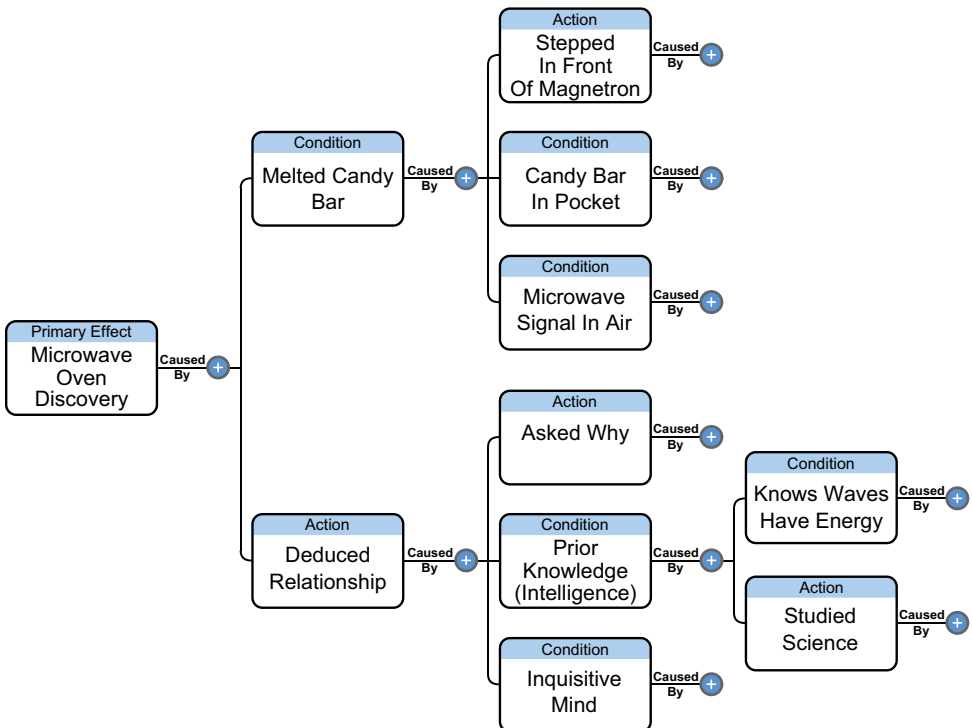 Action
Stepped
In Front
Of Magnetron
Caused
By
Condition
Melted Candy
Bar
Caused
By
Condition
Candy Bar
In Pocket
Caused
By
Condition
Microwave
Signal In Air
Caused
By
Primary Effect
Microwave
Oven
Discovery
Caused
By
Action
Asked Why
Caused
By
Condition
Knows Waves
Have Energy
Caused
By
Action
Deduced
Relationship
Caused
By
Condition
Prior
Knowledge
(Intelligence)
Caused
By
Action
Studied
Science
Caused
By
Condition
Inquisitive
Mind
Caused
By